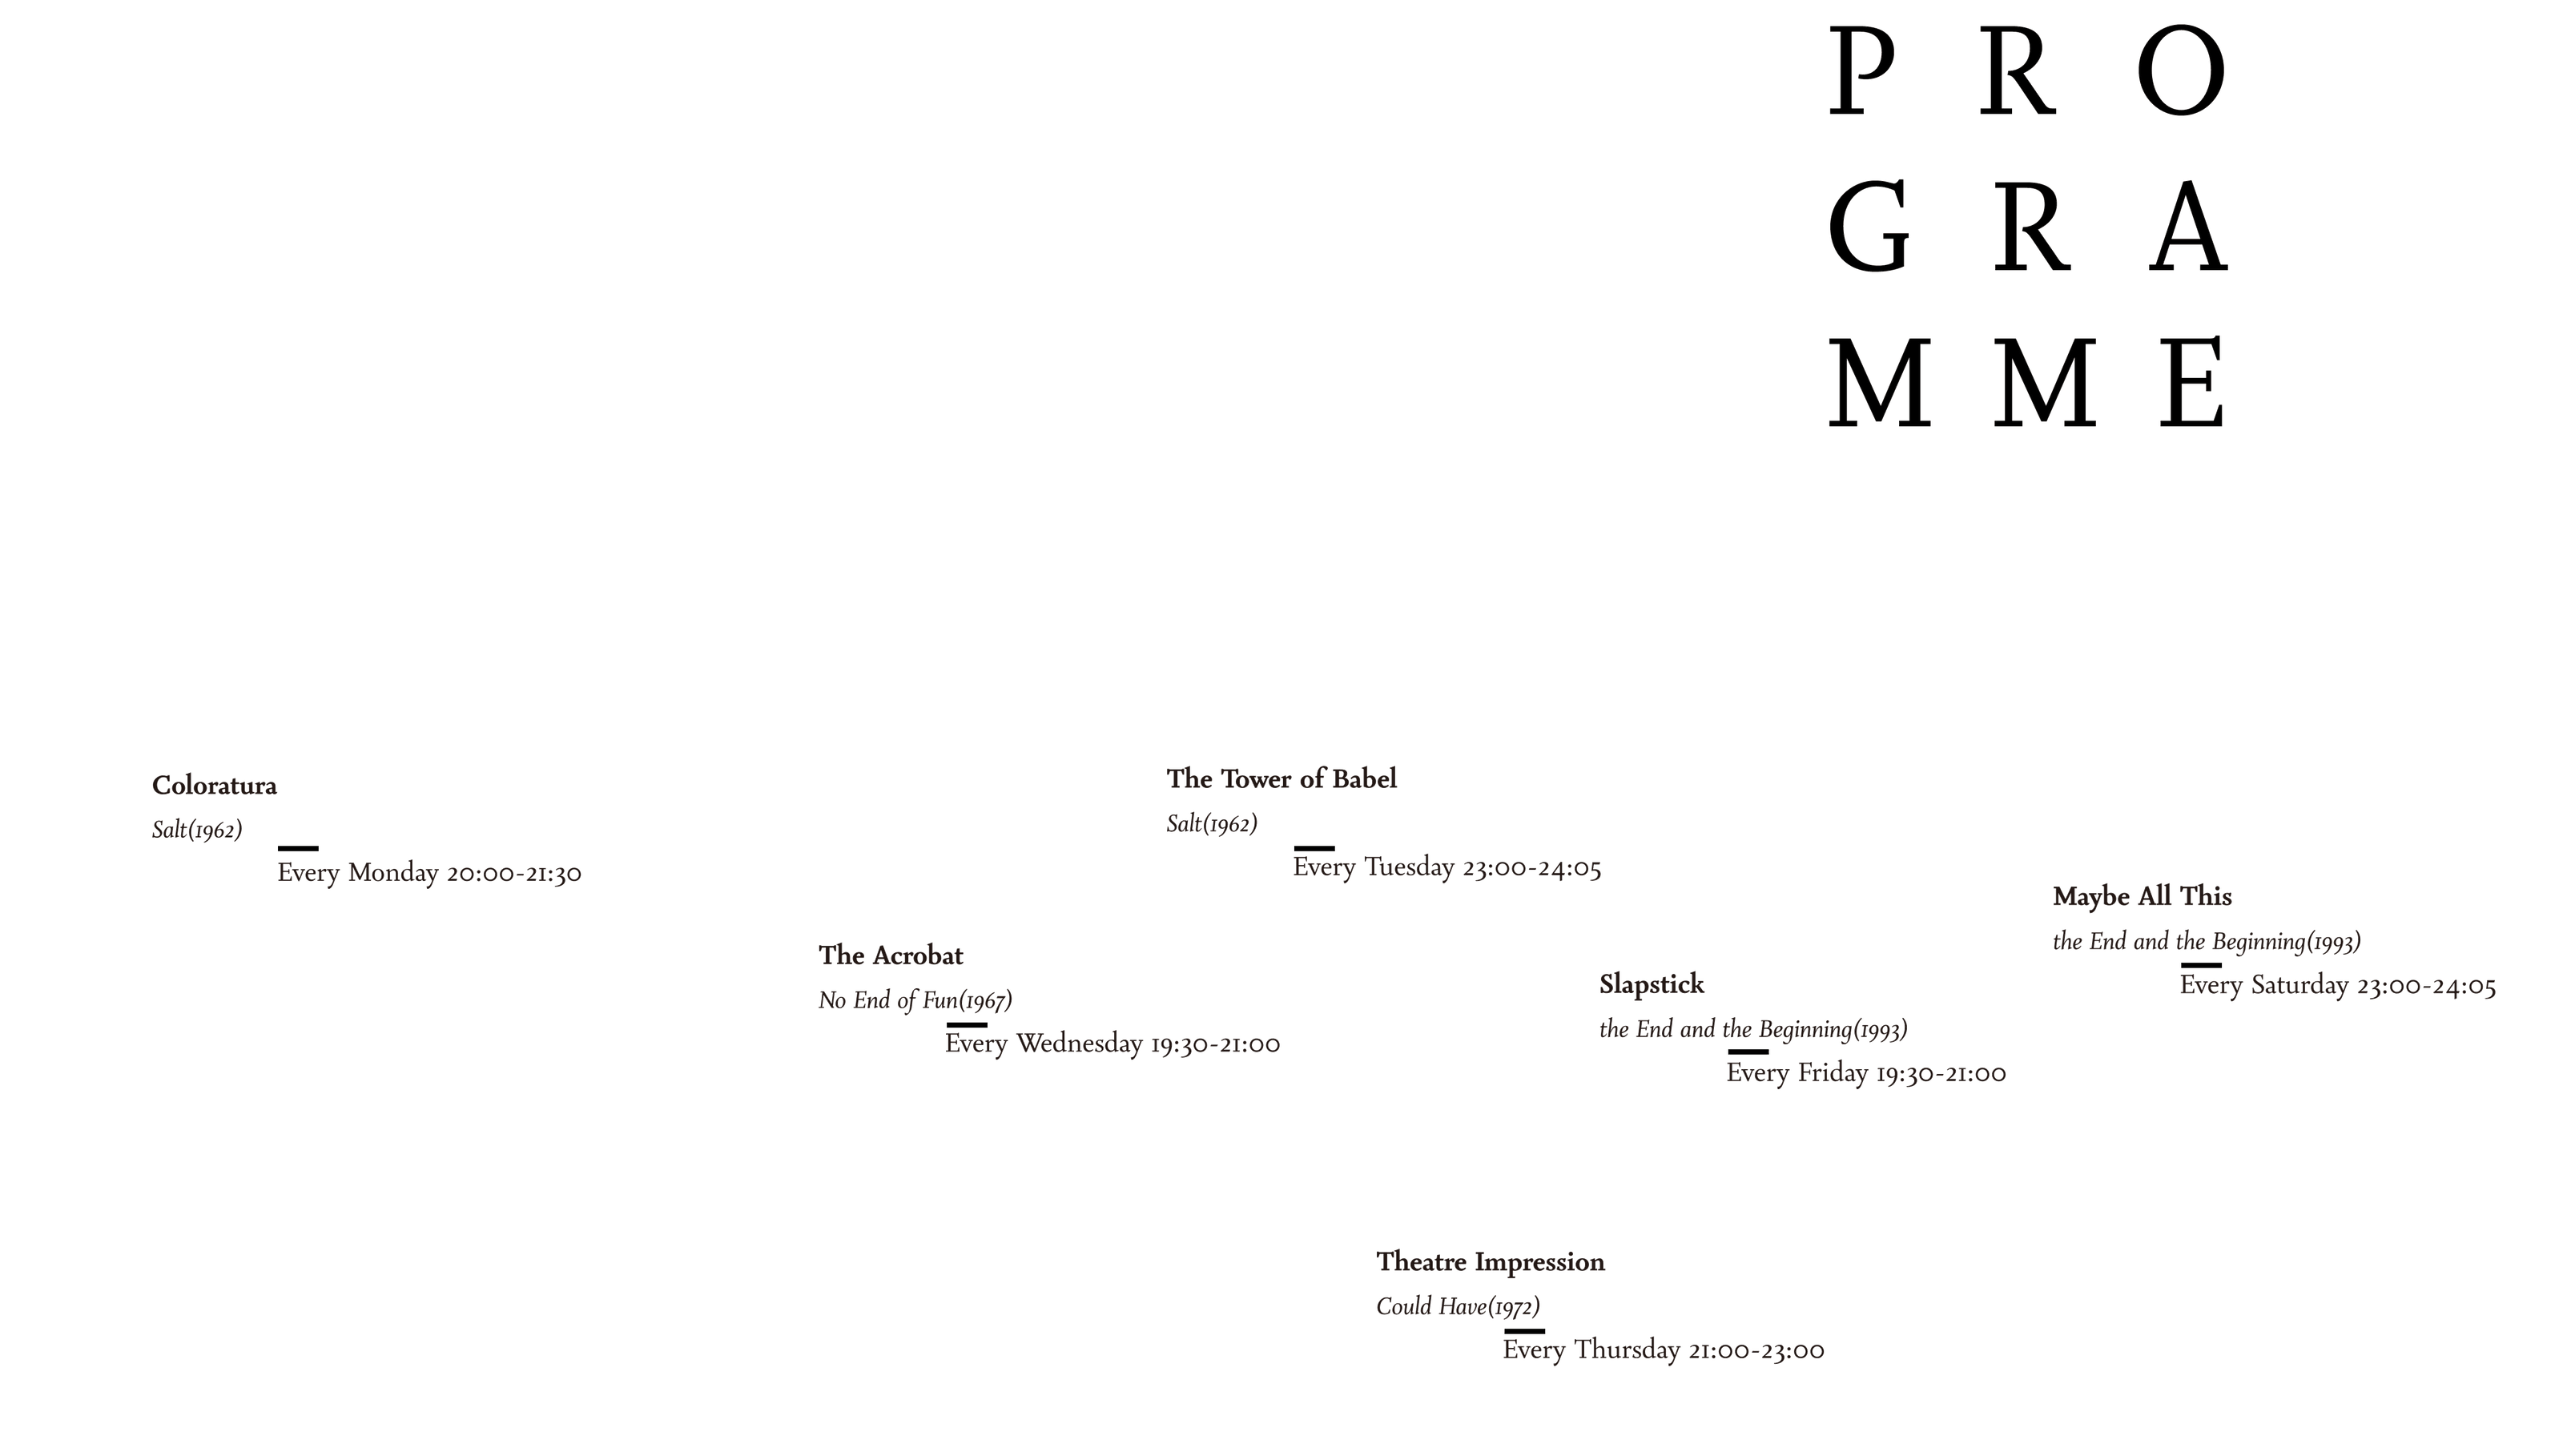 P R O
G R A
M M E
Coloratura
Salt(1962)
Every Monday 20:00-21:30
The Tower of Babel
Salt(1962)
Every Tuesday 23:00-24:05
Maybe All This
the End and the Beginning(1993)
Every Saturday 23:00-24:05
The Acrobat
No End of Fun(1967)
Every Wednesday 19:30-21:00
Slapstick
the End and the Beginning(1993)
Every Friday 19:30-21:00
Theatre Impression
Could Have(1972)
Every Thursday 21:00-23:00